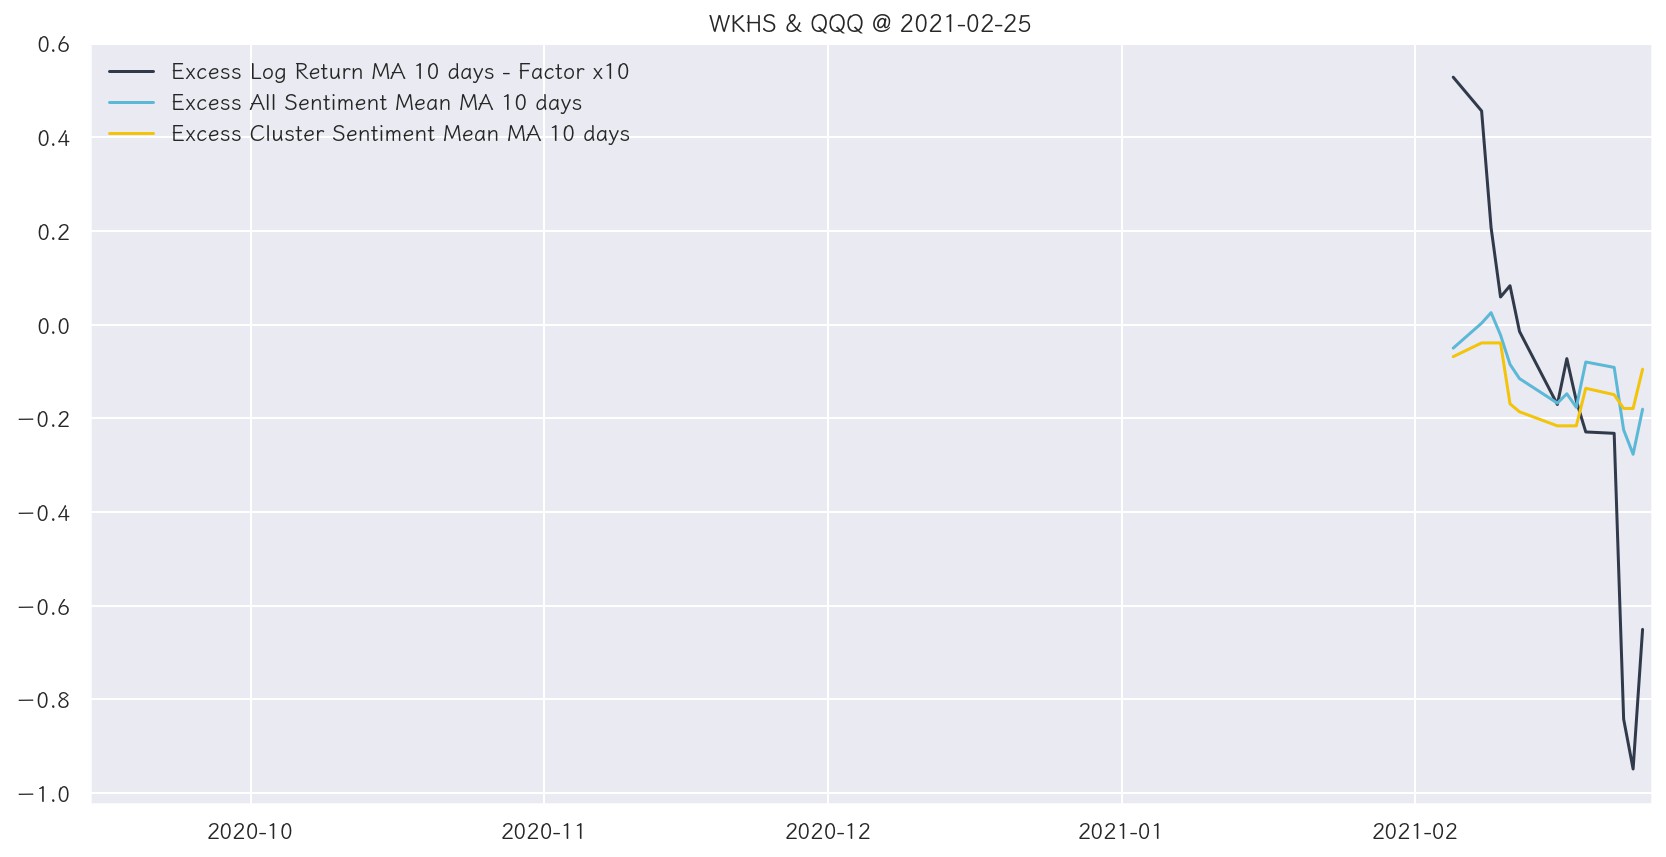 WKHS & QQQ @ 2021-02-25
Excess Log Return MA 10 days - Factor x10
Excess All Sentiment Mean MA 10 days
Excess Cluster Sentiment Mean MA 10 days
0.6
0.4
0.2
0.0
−0.2
−0.4
−0.6
−0.8
−1.0
2020-10 2020-11 2020-12 2021-01 2021-02